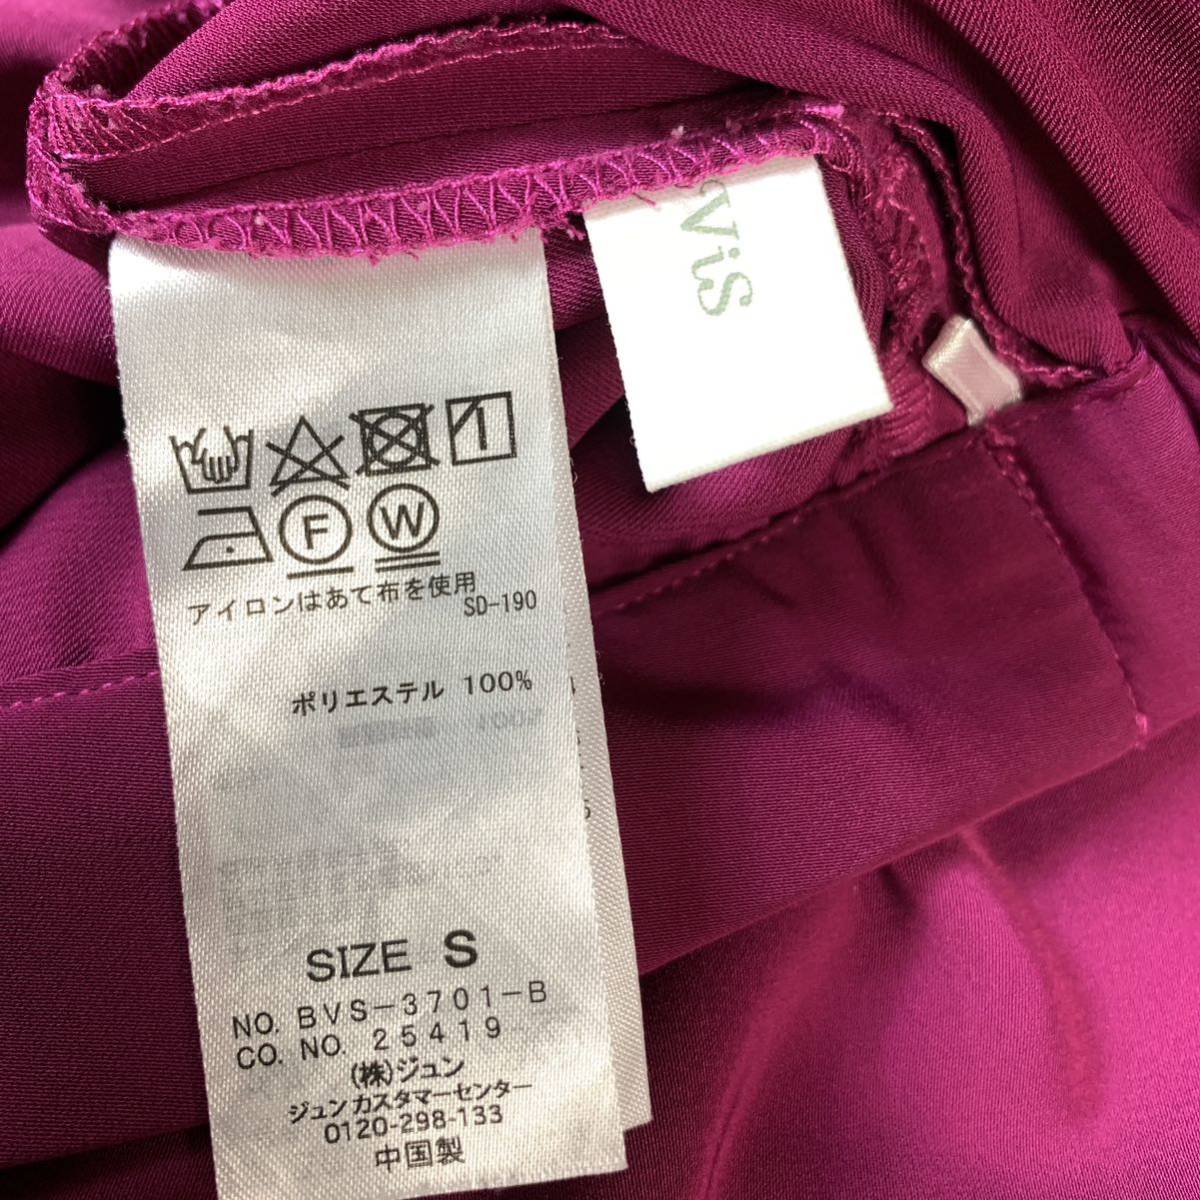 ViS
F W
アイロンはあて布を使用
SD-190
ポリエステル 100%
SIZE S
NO. BVS-3701-B
CO. NO. 25419
(株)ジュン
ジュンカスタマーセンター
0120-298-133
中国製